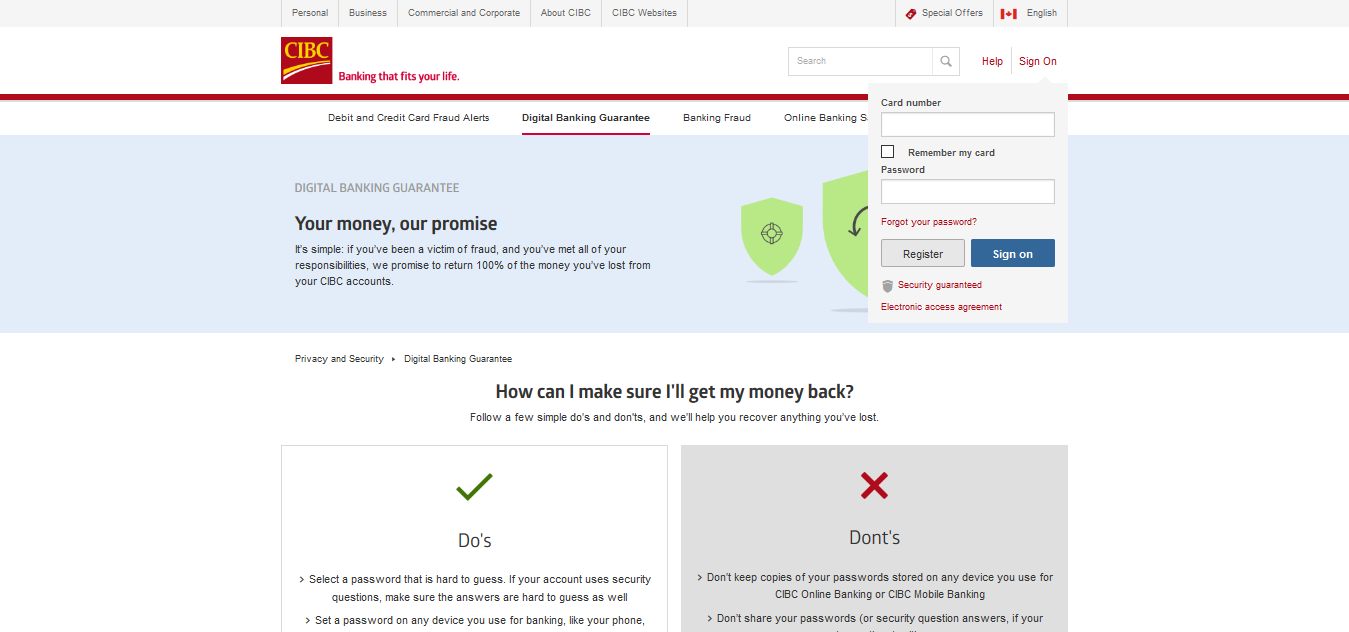 Personal
Business
Commercial and Corporate
About CIBC
CIBC Websites
Special Offers
English
CIBC
Banking that fits your life.
Search
Help
Sign On
Debit and Credit Card Fraud Alerts
Digital Banking Guarantee
Banking Fraud
Online Banking
Card number
Remember my card
Password
Forgot your password?
Register
Sign on
Security guaranteed
Electronic access agreement
DIGITAL BANKING GUARANTEE
Your money, our promise
It's simple: if you've been a victim of fraud, and you've met all of your
responsibilities, we promise to return 100% of the money you've lost from
your CIBC accounts.
Privacy and Security
Digital Banking Guarantee
How can I make sure I'll get my money back?
Follow a few simple do's and don'ts, and we'll help you recover anything you've lost.
Do's
Select a password that is hard to guess. If your account uses security
questions, make sure the answers are hard to guess as well
Set a password on any device you use for banking, like your phone,
Dont's
Don't keep copies of your passwords stored on any device you use for
CIBC Online Banking or CIBC Mobile Banking
Don't share your passwords (or security question answers, if your